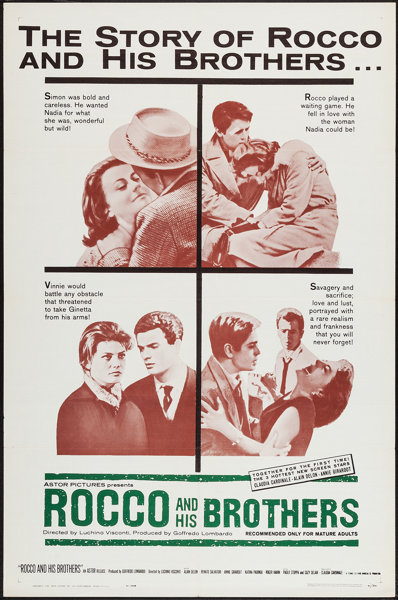 THE STORY OF ROCCO
AND HIS BROTHERS...
Simon was bold and
careless. He wanted
Nadia for what
she was, wonderful
but wild!
Rocco played a
waiting game. He
fell in love with
the woman
Nadia could be!
Vinnie would
battle any obstacle
that threatened
to take Ginetta
from his arms!
Savagery and
sacrifice;
love and lust,
portrayed with
a rare realism
and frankness
that you will
never forget!
TOGETHER FOR THE FIRST TIME!
THE 3 HOTTEST NEW SCREEN STARS
CLAUDIA CARDINALE • ALAIN DELON • ANNIE GIRARDOT
ASTOR PICTURES presents
ROCCO AND HIS BROTHERS
Directed by Luchino Visconti, Produced by Goffredo Lombardo
RECOMMENDED ONLY FOR MATURE ADULTS
"ROCCO AND HIS BROTHERS"